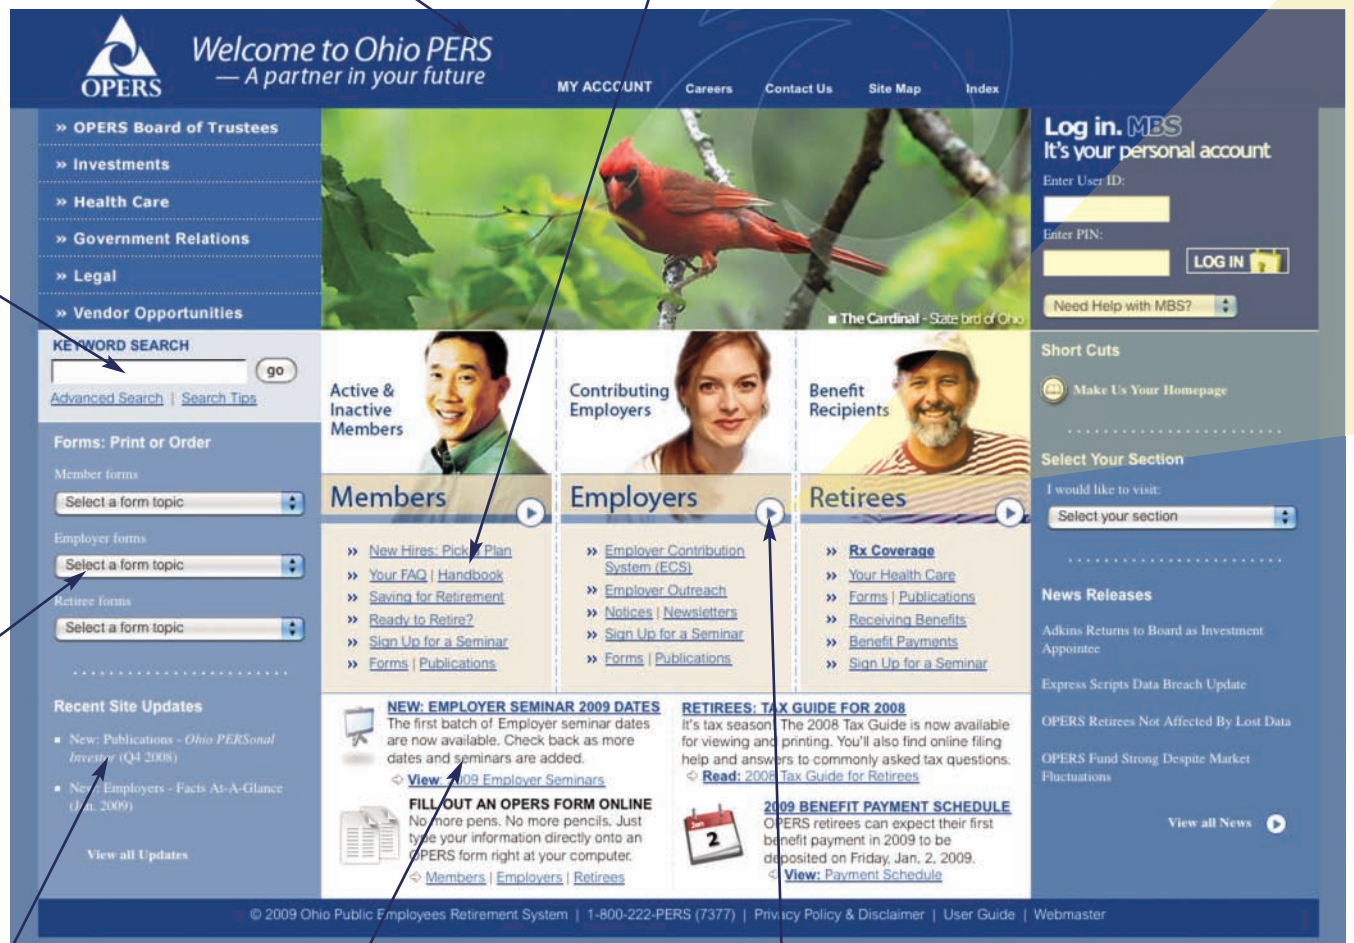 Welcome to Ohio PERS
— A partner in your future
OPERS
MY ACCOUNT Careers Contact Us Site Map Index
» OPERS Board of Trustees
» Investments
» Health Care
» Government Relations
» Legal
» Vendor Opportunities
KEYWORD SEARCH
go
Advanced Search | Search Tips
Forms: Print or Order
Member forms
Select a form topic
Employer forms
Select a form topic
Retiree forms
Select a form topic
Recent Site Updates
New: Publications - Ohio PERSonal
Investor (Q4 2008)
New: Employers - Facts At-A-Glance
(Jan. 2009)
View all Updates
The Cardinal - State bird of Ohio
Active &
Inactive
Members
Members
» New Hires: Pick a Plan
» Your FAQ | Handbook
» Saving for Retirement
» Ready to Retire?
» Sign Up for a Seminar
» Forms | Publications
Contributing
Employers
Employers
» Employer Contribution
System (ECS)
» Employer Outreach
» Notices | Newsletters
» Sign Up for a Seminar
» Forms | Publications
Benefit
Recipients
Retirees
» Rx Coverage
» Your Health Care
» Forms | Publications
» Receiving Benefits
» Benefit Payments
» Sign Up for a Seminar
NEW: EMPLOYER SEMINAR 2009 DATES
The first batch of Employer seminar dates
are now available. Check back as more
dates and seminars are added.
View: 2009 Employer Seminars
FILL OUT AN OPERS FORM ONLINE
No more pens. No more pencils. Just
type your information directly onto an
OPERS form right at your computer.
Members | Employers | Retirees
RETIREES: TAX GUIDE FOR 2008
It's tax season. The 2008 Tax Guide is now available
for viewing and printing. You'll also find online filing
help and answers to commonly asked tax questions.
Read: 2008 Tax Guide for Retirees
Jan
2
2009 BENEFIT PAYMENT SCHEDULE
OPERS retirees can expect their first
benefit payment in 2009 to be
deposited on Friday, Jan. 2, 2009.
View: Payment Schedule
Log in. MBS
It's your personal account
Enter User ID:
Enter PIN:
LOG IN
Need Help with MBS?
Short Cuts
Make Us Your Homepage
Select Your Section
I would like to visit:
Select your section
News Releases
Adkins Returns to Board as Investment
Appointee
Express Scripts Data Breach Update
OPERS Retirees Not Affected By Lost Data
OPERS Fund Strong Despite Market
Fluctuations
View all News
© 2009 Ohio Public Employees Retirement System | 1-800-222-PERS (7377) | Privacy Policy & Disclaimer | User Guide | Webmaster